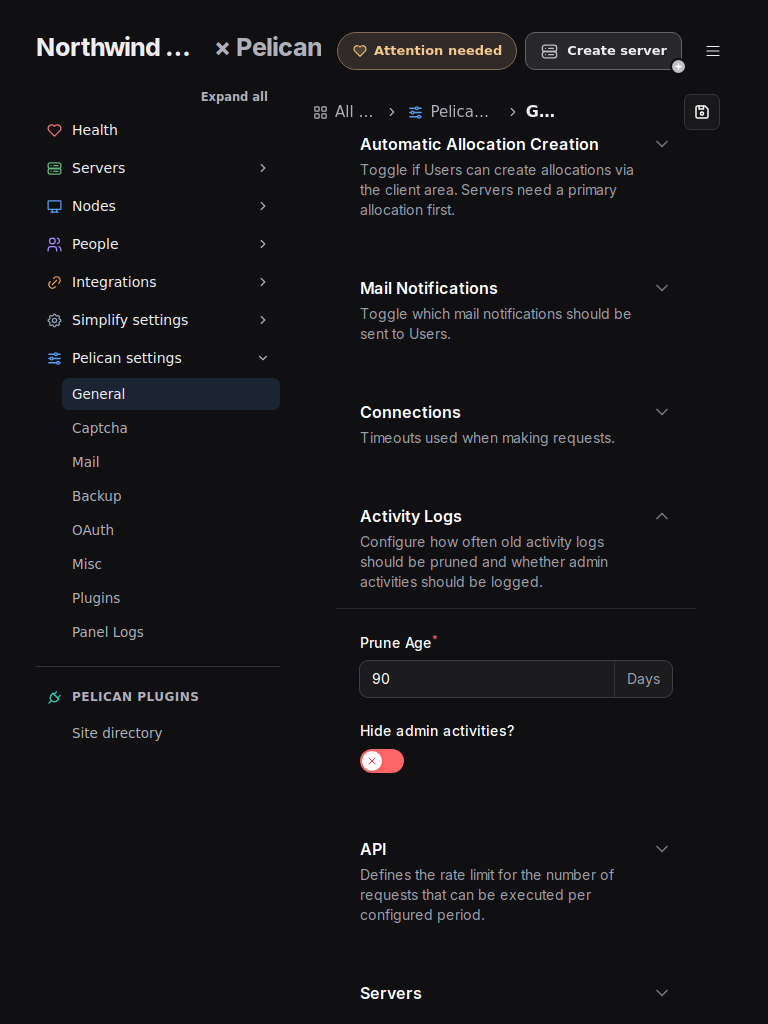 Northwind ... × Pelican
Attention needed
Create server
Expand all
Health
Servers
Nodes
People
Integrations
Simplify settings
Pelican settings
General
Captcha
Mail
Backup
OAuth
Misc
Plugins
Panel Logs
PELICAN PLUGINS
Site directory
All ... > Pelica... > G...
Automatic Allocation Creation
Toggle if Users can create allocations via
the client area. Servers need a primary
allocation first.
Mail Notifications
Toggle which mail notifications should be
sent to Users.
Connections
Timeouts used when making requests.
Activity Logs
Configure how often old activity logs
should be pruned and whether admin
activities should be logged.
Prune Age*
90 Days
Hide admin activities?
API
Defines the rate limit for the number of
requests that can be executed per
configured period.
Servers